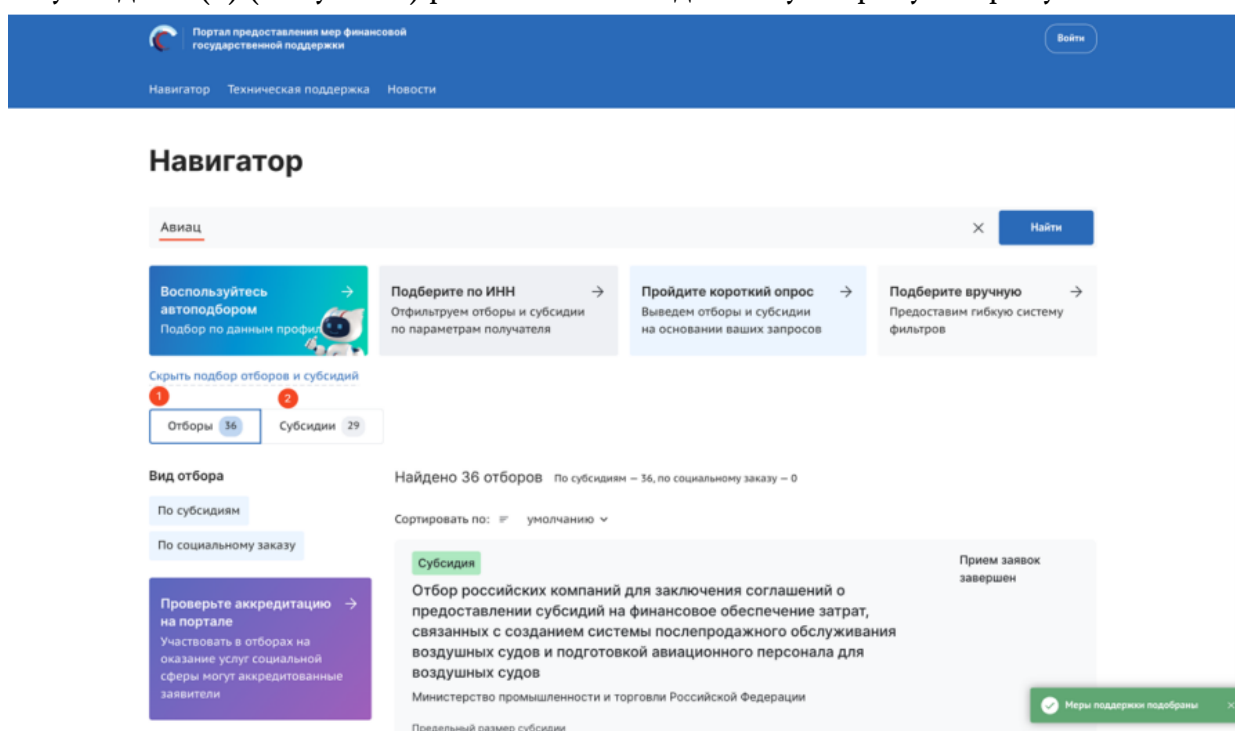 Портал предоставления мер финансовой
государственной поддержки
Войти
Навигатор Техническая поддержка Новости
Навигатор
Авиац
Найти
Воспользуйтесь
автоподбором
Подбор по данным
Подберите по ИНН
Отфильтруем отборы и субсидии
по параметрам получателя
Пройдите короткий опрос
Выведем отборы и субсидии
на основании ваших запросов
Подберите вручную
Предоставим гибкую систему
фильтров
Скрыть подбор отборов и субсидий
1 2
Отборы 36 Субсидии 29
Вид отбора
По субсидиям
По социальному заказу
Проверьте аккредитацию
на портале
Участвовать в отборах на
оказание услуг социальной
сферы могут аккредитованные
заявители
Найдено 36 отборов По субсидиям – 36, по социальному заказу – 0
Сортировать по: умолчанию
Субсидия
Прием заявок
завершен
Отбор российских компаний для заключения соглашений о
предоставлении субсидий на финансовое обеспечение затрат,
связанных с созданием системы послепродажного обслуживания
воздушных судов и подготовкой авиационного персонала для
воздушных судов
Министерство промышленности и торговли Российской Федерации
Предельный размер субсидии
Меры поддержки подобраны